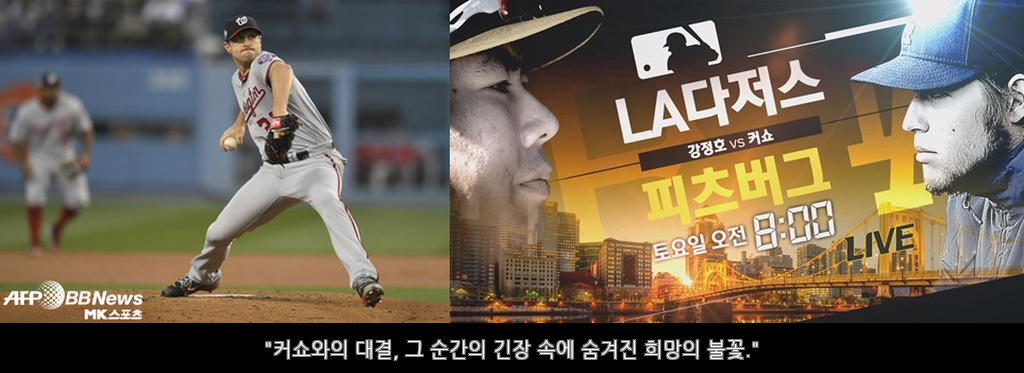 W
Washington
3
AFP BBNews
MK스포츠
LA다저스
강정호 vs 커쇼
피츠버그
토요일 오전 8:00
LIVE
"커쇼와의 대결, 그 순간의 긴장 속에 숨겨진 희망의 불꽃."